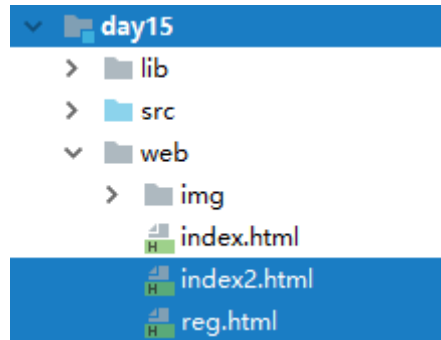 day15
lib
src
web
img
index.html
index2.html
reg.html